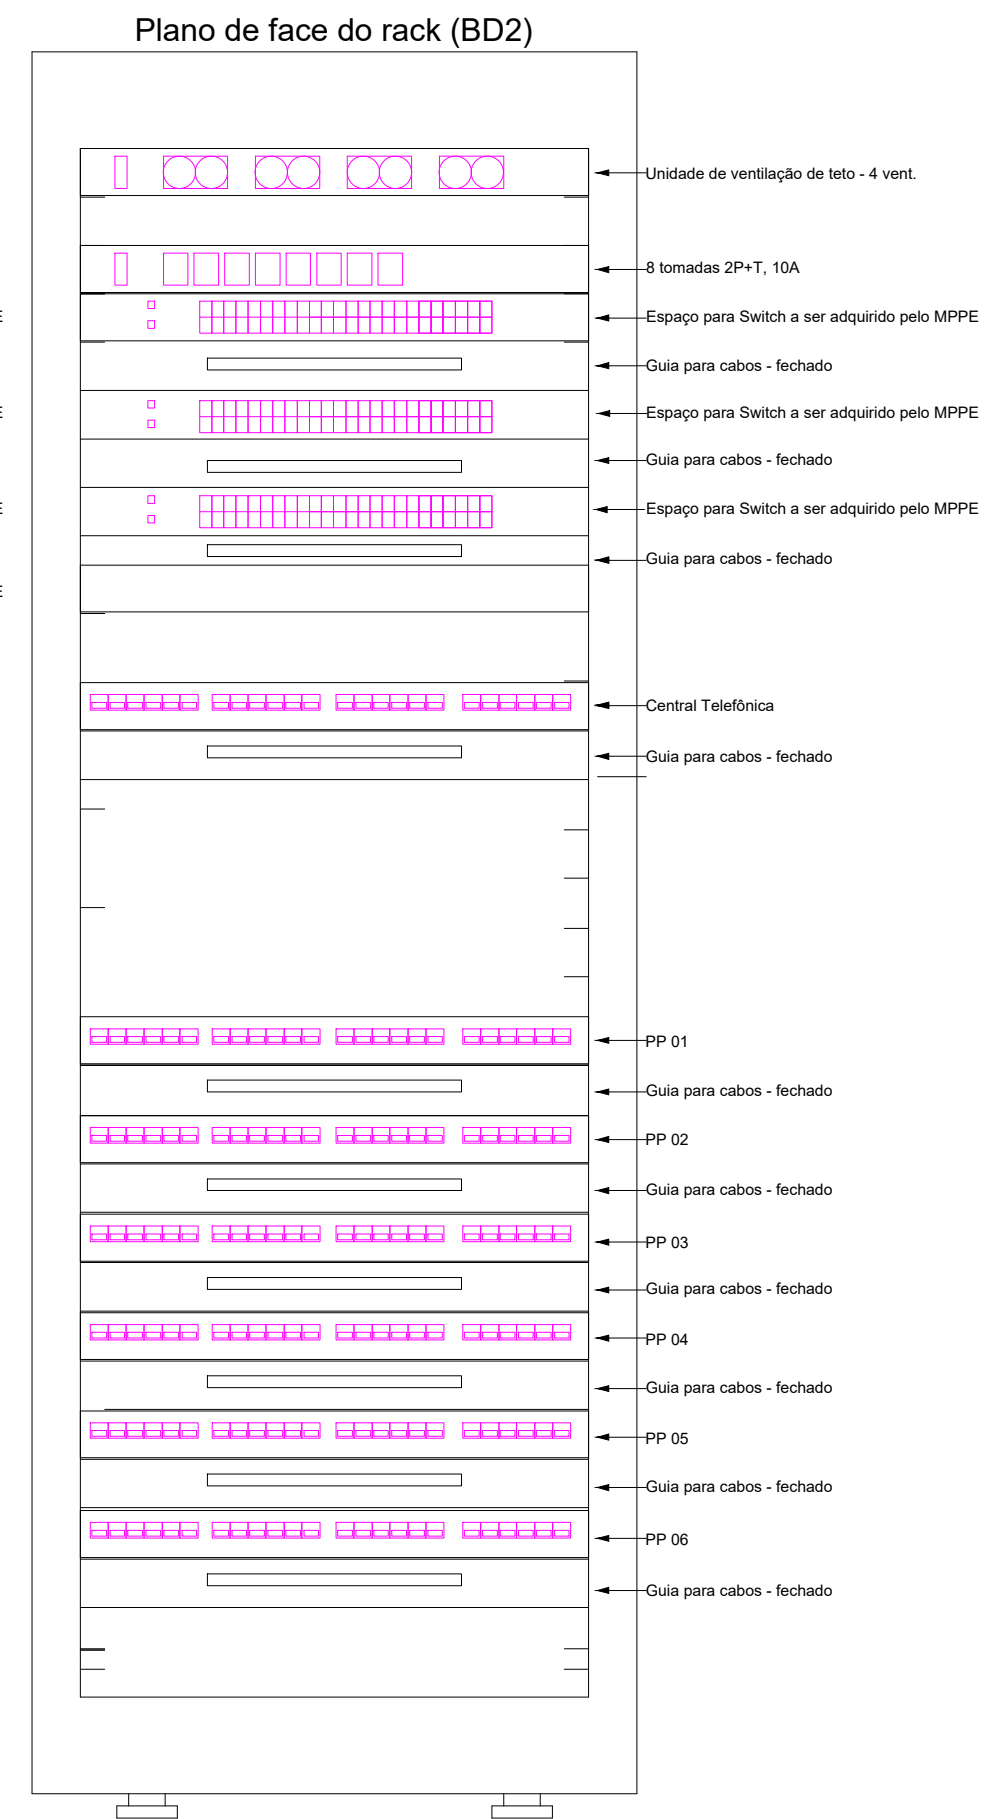 Plano de face do rack (BD2)
Unidade de ventilação de teto - 4 vent.
8 tomadas 2P+T, 10A
E
Espaço para Switch a ser adquirido pelo MPPE
Guia para cabos - fechado
E
Espaço para Switch a ser adquirido pelo MPPE
Guia para cabos - fechado
E
Espaço para Switch a ser adquirido pelo MPPE
Guia para cabos - fechado
E
Central Telefônica
Guia para cabos - fechado
PP 01
Guia para cabos - fechado
PP 02
Guia para cabos - fechado
PP 03
Guia para cabos - fechado
PP 04
Guia para cabos - fechado
PP 05
Guia para cabos - fechado
PP 06
Guia para cabos - fechado